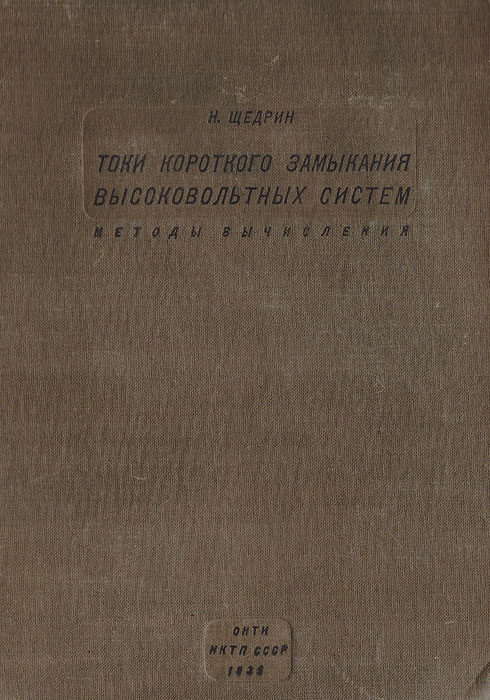 Н. ЩЕДРИН
ТОКИ КОРОТКОГО ЗАМЫКАНИЯ
ВЫСОКОВОЛЬТНЫХ СИСТЕМ
МЕТОДЫ ВЫЧИСЛЕНИЯ
ОНТИ
НКТП СССР